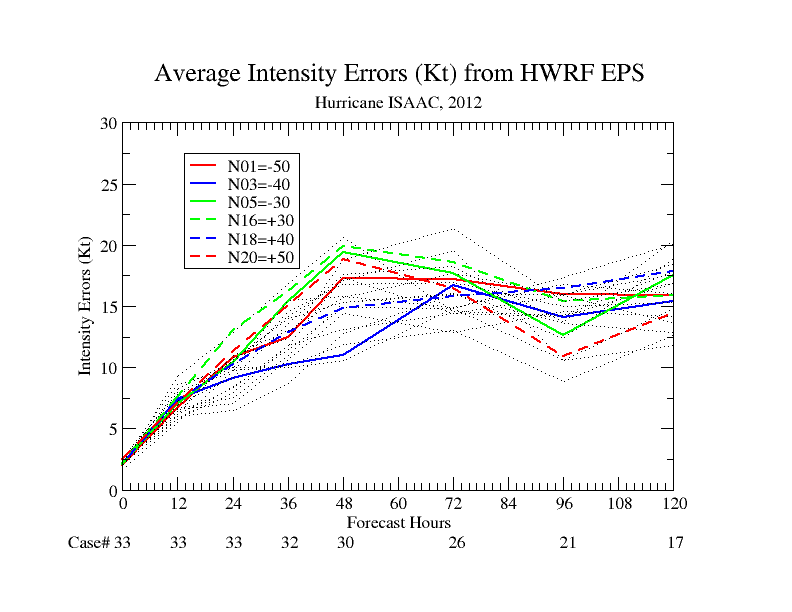 Average Intensity Errors (Kt) from HWRF EPS
Hurricane ISAAC, 2012
Intensity Errors (Kt)
30
25
20
15
10
5
0
N01=-50
N03=-40
N05=-30
N16=+30
N18=+40
N20=+50
0 12 24 36 48 60 72 84 96 108 120
Forecast Hours
Case# 33 33 33 32 30 26 21 17